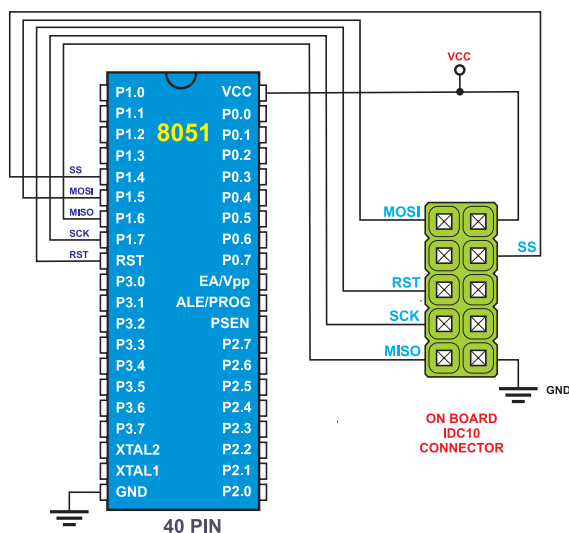 VCC
P1.0 VCC
P1.1 P0.0
P1.2 8051 P0.1
P1.3 P0.2
SS P1.4 P0.3
MOSI P1.5 P0.4
MISO P1.6 P0.5
SCK P1.7 P0.6
RST RST P0.7
P3.0 EA/Vpp
P3.1 ALE/PROG
P3.2 PSEN
P3.3 P2.7
P3.4 P2.6
P3.5 P2.5
P3.6 P2.4
P3.7 P2.3
XTAL2 P2.2
XTAL1 P2.1
GND P2.0
40 PIN
MOSI
SS
RST
SCK
MISO
GND
ON BOARD
IDC10
CONNECTOR